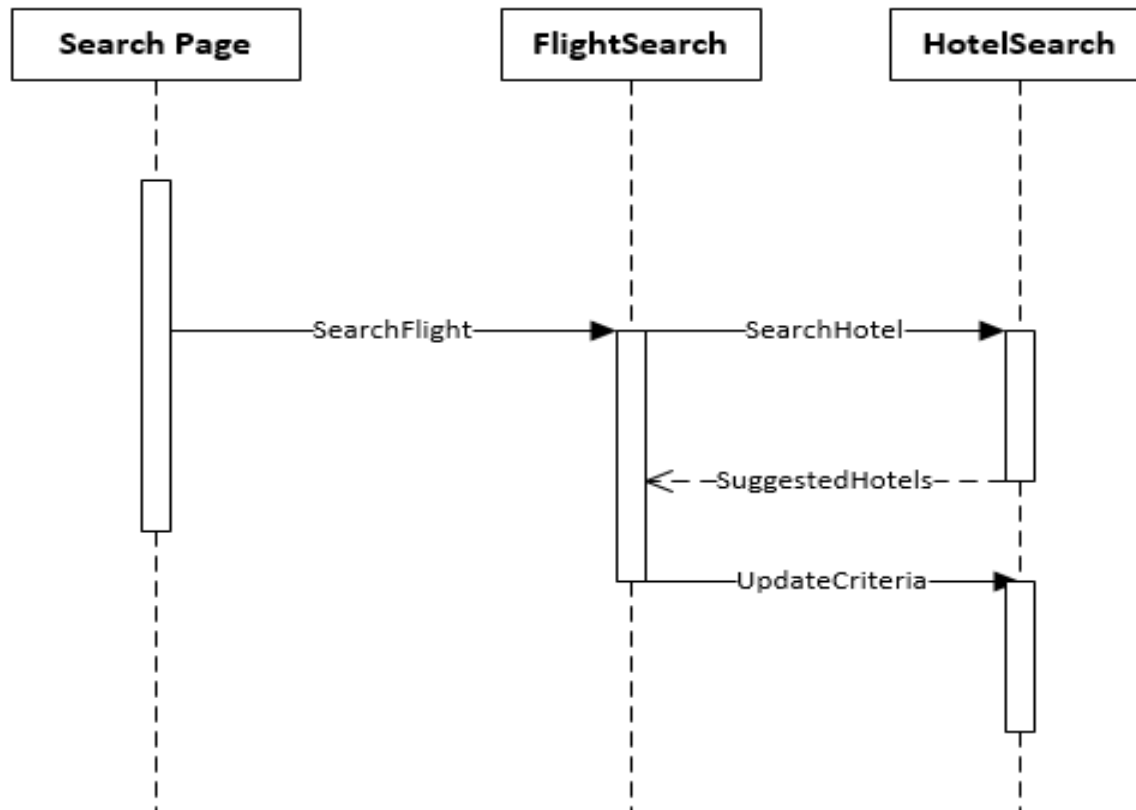 Search Page
FlightSearch
HotelSearch
SearchFlight
SearchHotel
SuggestedHotels
UpdateCriteria